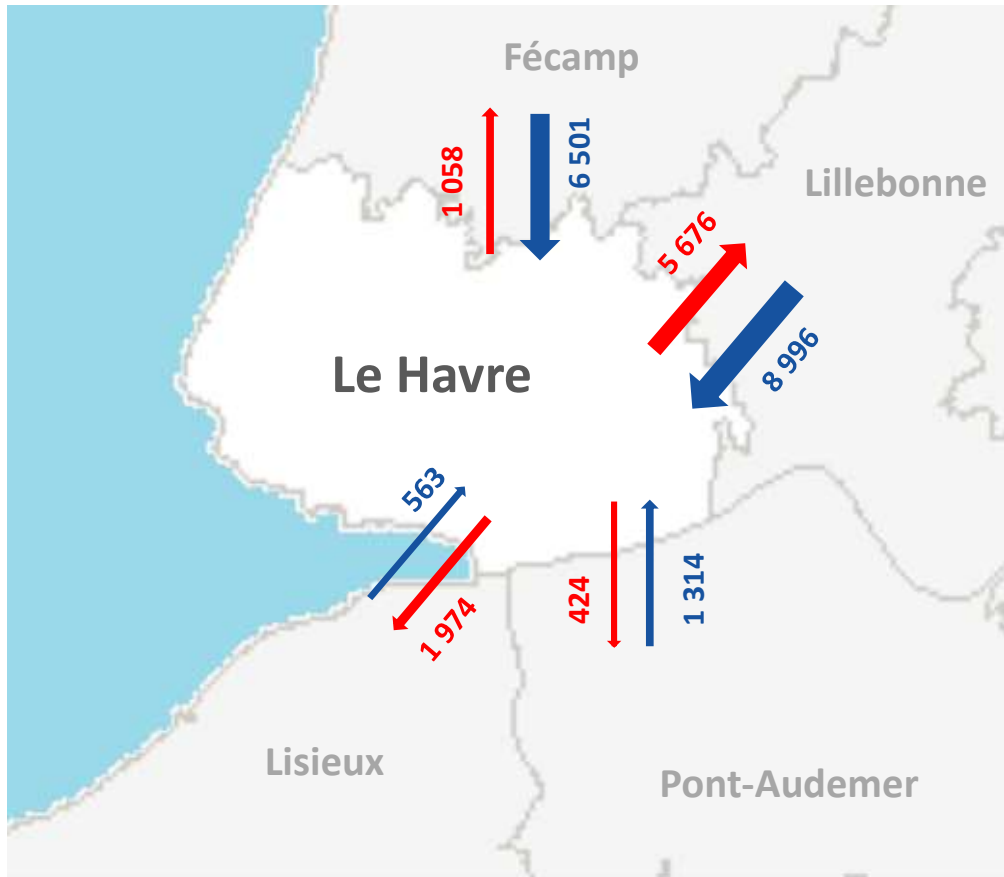 Fécamp
1 058
6 501
Lillebonne
5 676
8 996
Le Havre
563
1 974
424
1 314
Lisieux
Pont-Audemer